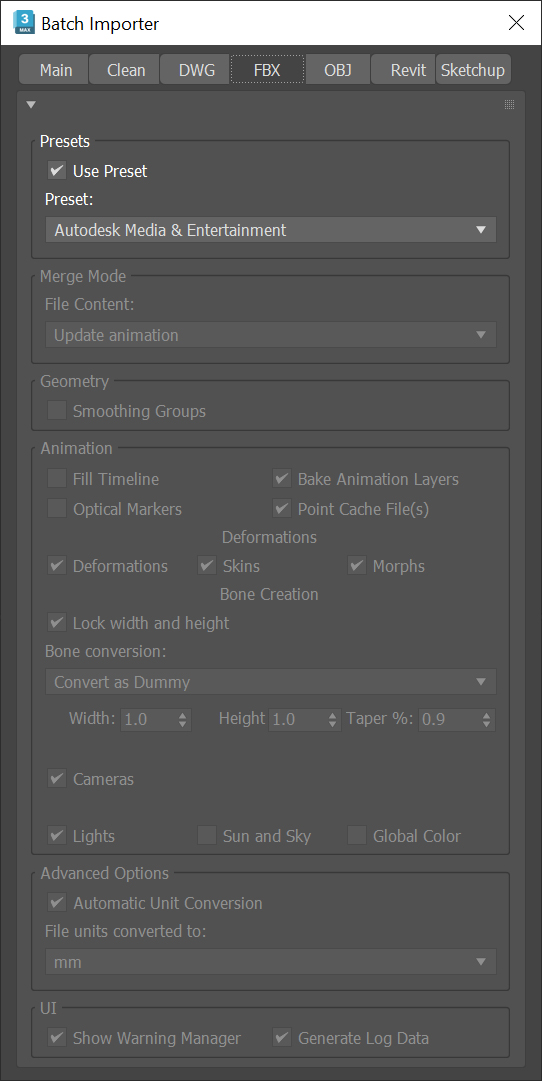 3
MAX
Batch Importer
Main Clean DWG FBX OBJ Revit Sketchup
Presets
Use Preset
Preset:
Autodesk Media & Entertainment
Merge Mode
File Content:
Update animation
Geometry
Smoothing Groups
Animation
Fill Timeline Bake Animation Layers
Optical Markers Point Cache File(s)
Deformations
Deformations Skins Morphs
Bone Creation
Lock width and height
Bone conversion:
Convert as Dummy
Width: 1.0 Height 1.0 Taper %: 0.9
Cameras
Lights Sun and Sky Global Color
Advanced Options
Automatic Unit Conversion
File units converted to:
mm
UI
Show Warning Manager Generate Log Data